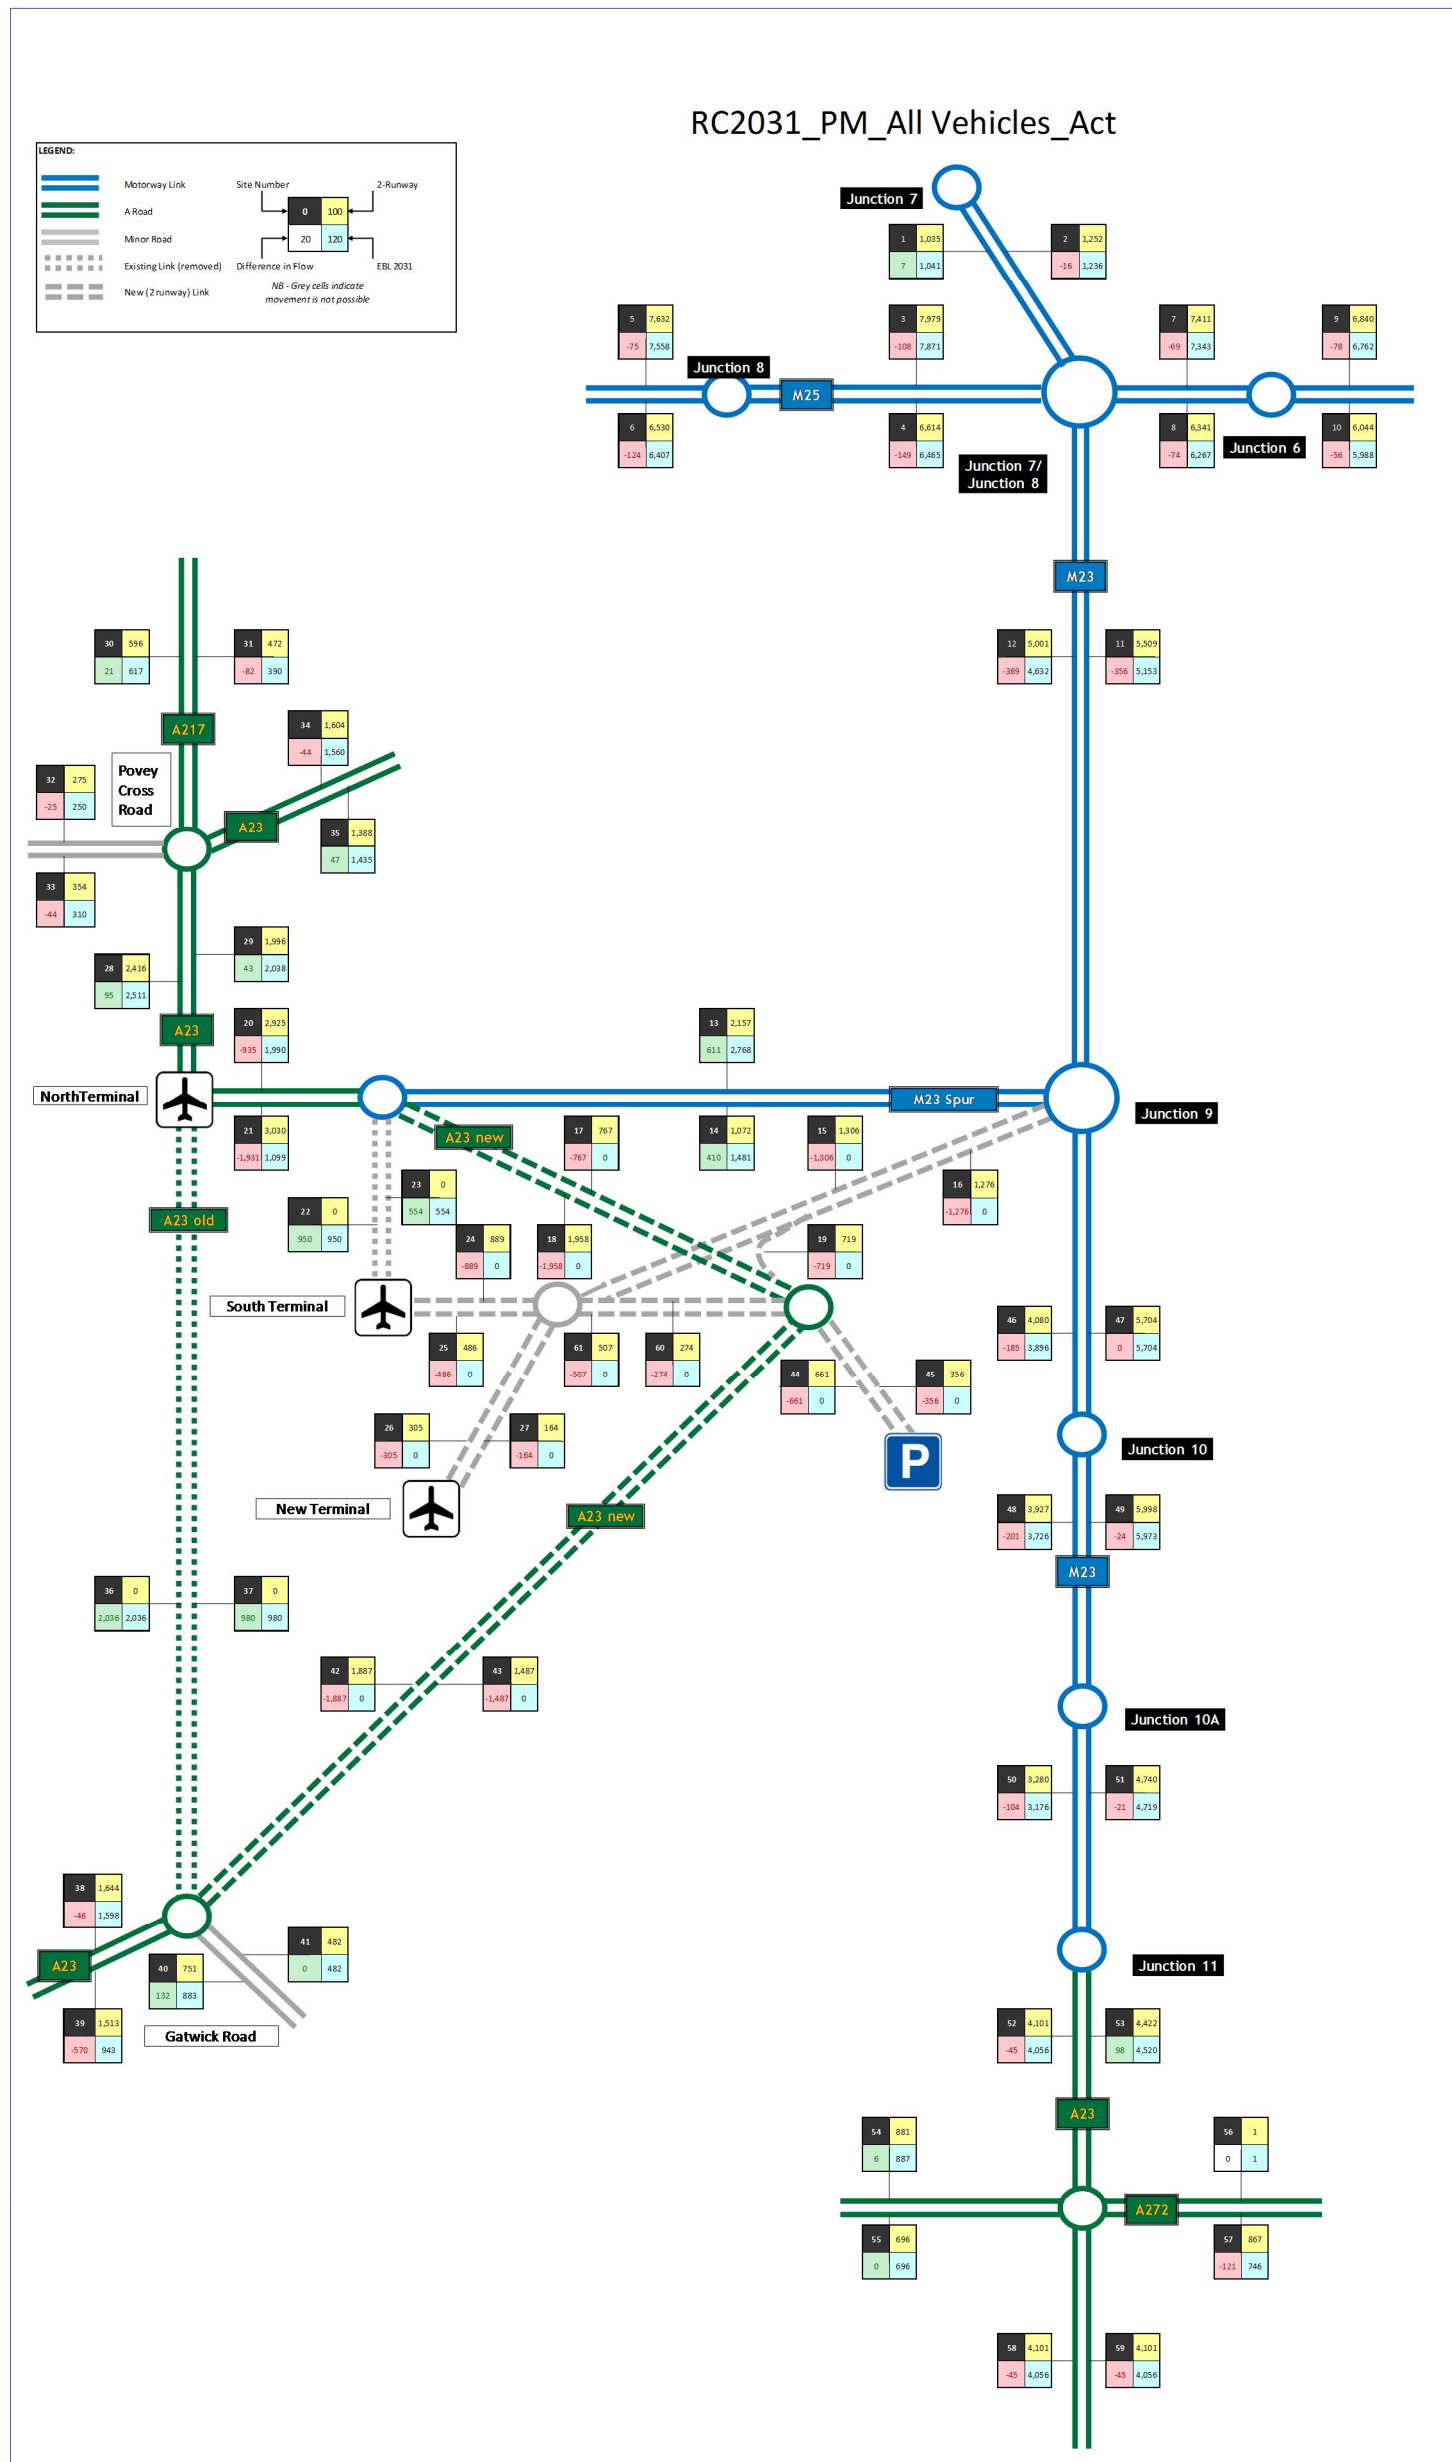 RC2031_PM_All Vehicles_Act
LEGEND:
Motorway Link
Site Number
2-Runway
0 100
A Road
Minor Road
20 120
Existing Link (removed)
Difference in Flow
EBL 2031
New (2 runway) Link
NB - Grey cells indicate
movement is not possible
Junction 7
1 1,035
7 1,041
2 1,252
-16 1,236
5 7,632
-75 7,558
3 7,979
-108 7,871
7 7,411
-69 7,343
9 6,840
-78 6,762
Junction 8
M25
6 6,530
-124 6,407
4 6,614
-149 6,465
8 6,341
-74 6,267
10 6,044
-56 5,988
Junction 6
Junction 7/
Junction 8
M23
30 596
21 617
31 472
-82 390
12 5,001
-369 4,632
11 5,509
-356 5,153
A217
34 1,604
-44 1,560
Povey
Cross
Road
32 275
-25 250
A23
35 1,388
47 1,435
33 354
-44 310
29 1,996
43 2,038
28 2,416
95 2,511
A23
20 2,925
-935 1,990
13 2,157
611 2,768
NorthTerminal
M23 Spur
Junction 9
21 3,030
-1,931 1,099
A23 new
17 767
-767 0
14 1,072
410 1,481
15 1,306
-1,306 0
16 1,276
-1,276 0
23 0
554 554
A23 old
22 0
950 950
24 889
-889 0
18 1,958
-1,958 0
19 719
-719 0
South Terminal
46 4,080
-185 3,896
47 5,704
0 5,704
25 486
-486 0
61 507
-507 0
60 274
-274 0
44 661
-661 0
45 356
-356 0
26 305
-305 0
27 164
-164 0
P
Junction 10
New Terminal
A23 new
48 3,927
-201 3,726
49 5,998
-24 5,973
M23
36 0
2,036 2,036
37 0
980 980
42 1,887
-1,887 0
43 1,487
-1,487 0
Junction 10A
50 3,280
-104 3,176
51 4,740
-21 4,719
38 1,644
-46 1,598
A23
41 482
0 482
40 751
132 883
Junction 11
39 1,513
-570 943
Gatwick Road
52 4,101
-45 4,056
53 4,422
98 4,520
A23
54 881
6 887
56 1
0 1
A272
55 696
0 696
57 867
-121 746
58 4,101
-45 4,056
59 4,101
-45 4,056